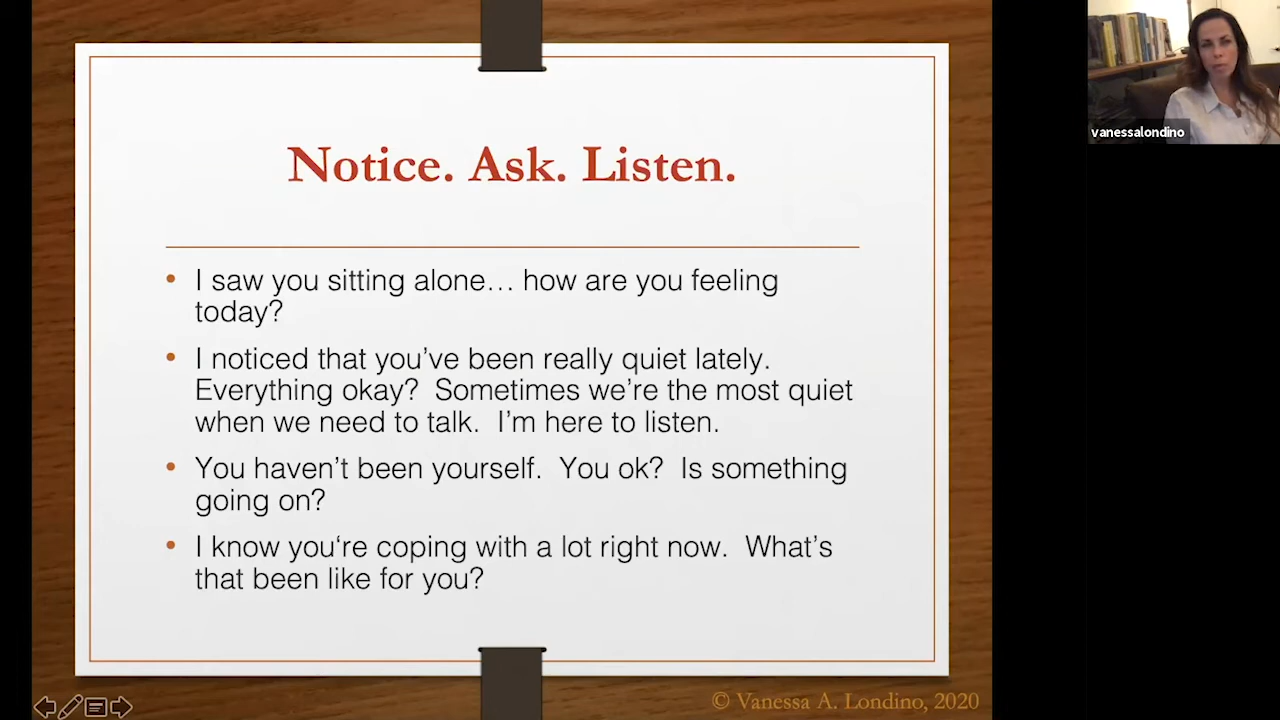 Notice. Ask. Listen.
• I saw you sitting alone… how are you feeling
today?
• I noticed that you’ve been really quiet lately.
Everything okay?  Sometimes we’re the most quiet
when we need to talk.  I’m here to listen.
• You haven’t been yourself.  You ok?  Is something
going on?
• I know you‘re coping with a lot right now.  What’s
that been like for you?
© Vanessa A. Londino, 2020
vanessalondino